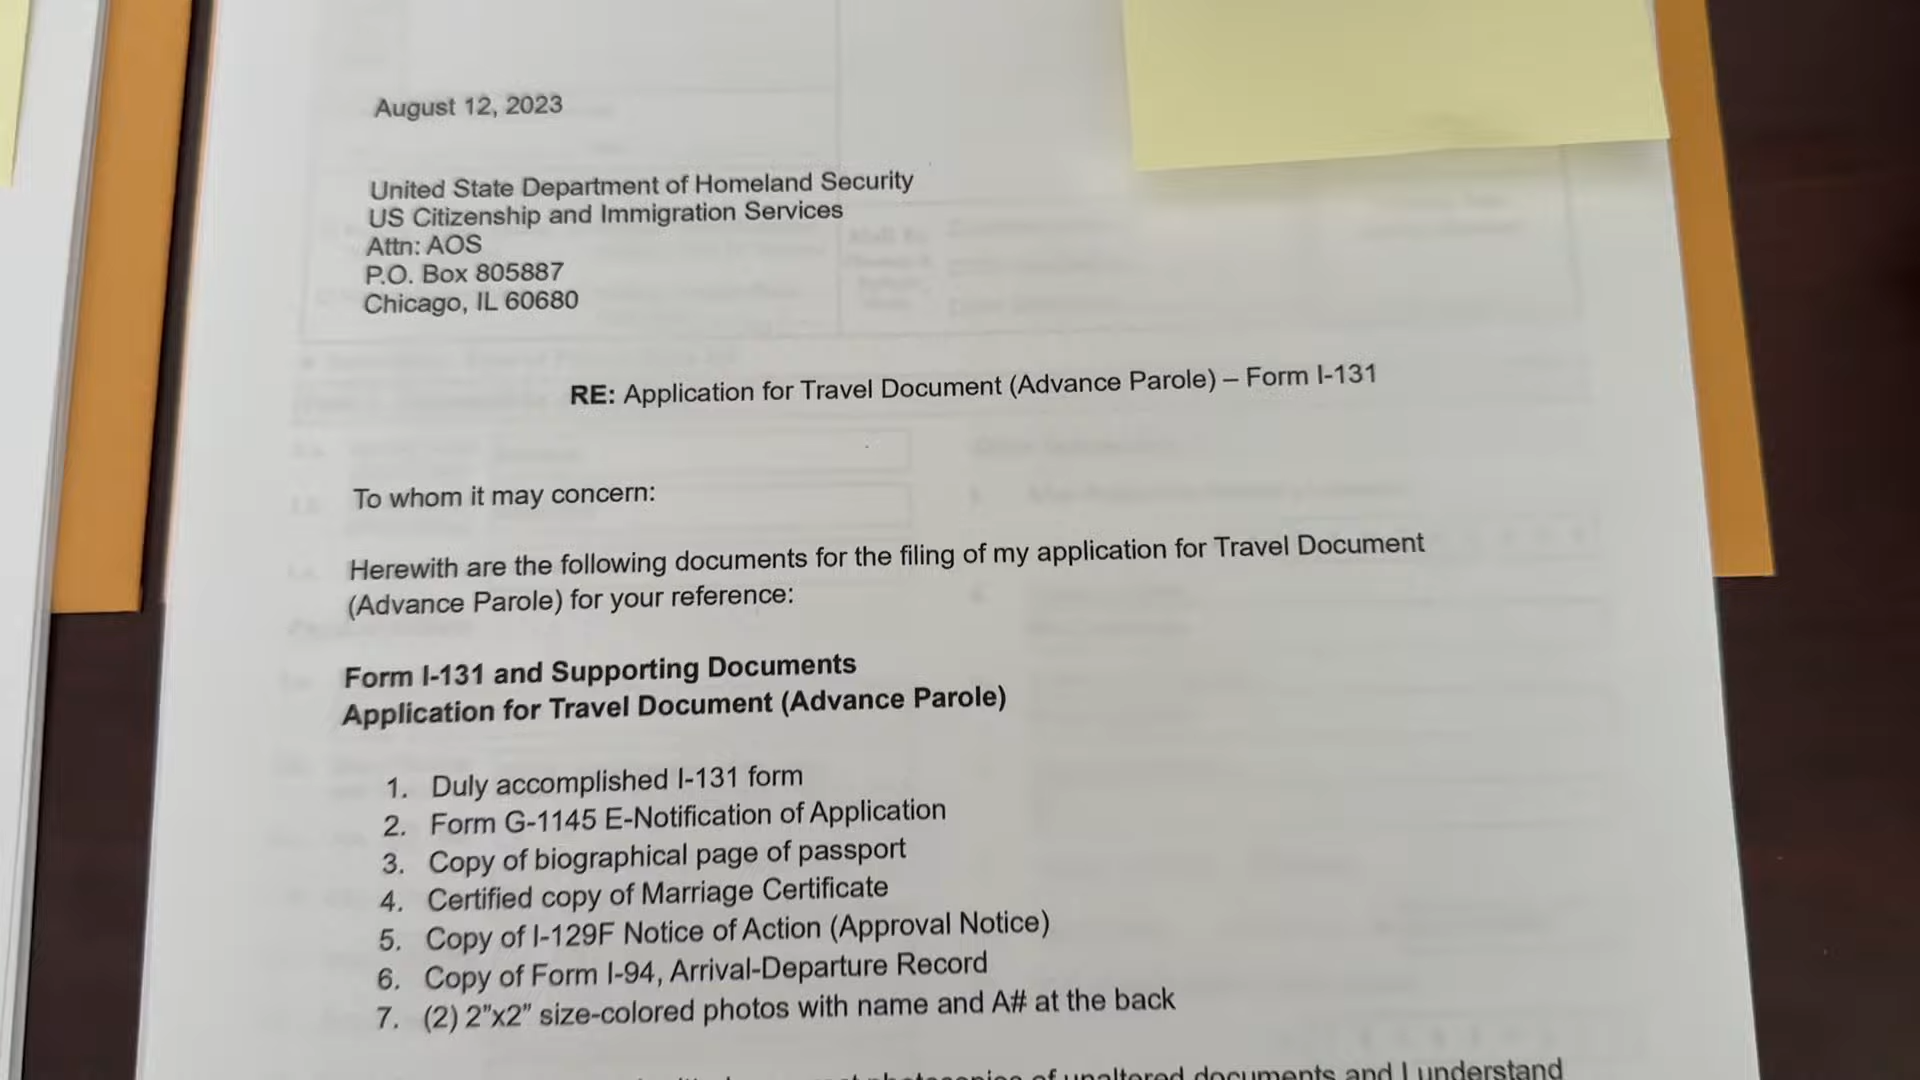 August 12, 2023
United State Department of Homeland Security
US Citizenship and Immigration Services
Attn: AOS
P.O. Box 805887
Chicago, IL 60680
RE: Application for Travel Document (Advance Parole) – Form I-131
To whom it may concern:
Herewith are the following documents for the filing of my application for Travel Document
(Advance Parole) for your reference:
Form I-131 and Supporting Documents
Application for Travel Document (Advance Parole)
1. Duly accomplished I-131 form
2. Form G-1145 E-Notification of Application
3. Copy of biographical page of passport
4. Certified copy of Marriage Certificate
5. Copy of I-129F Notice of Action (Approval Notice)
6. Copy of Form I-94, Arrival-Departure Record
7. (2) 2”x2” size-colored photos with name and A# at the back
of unaltered documents and I understand